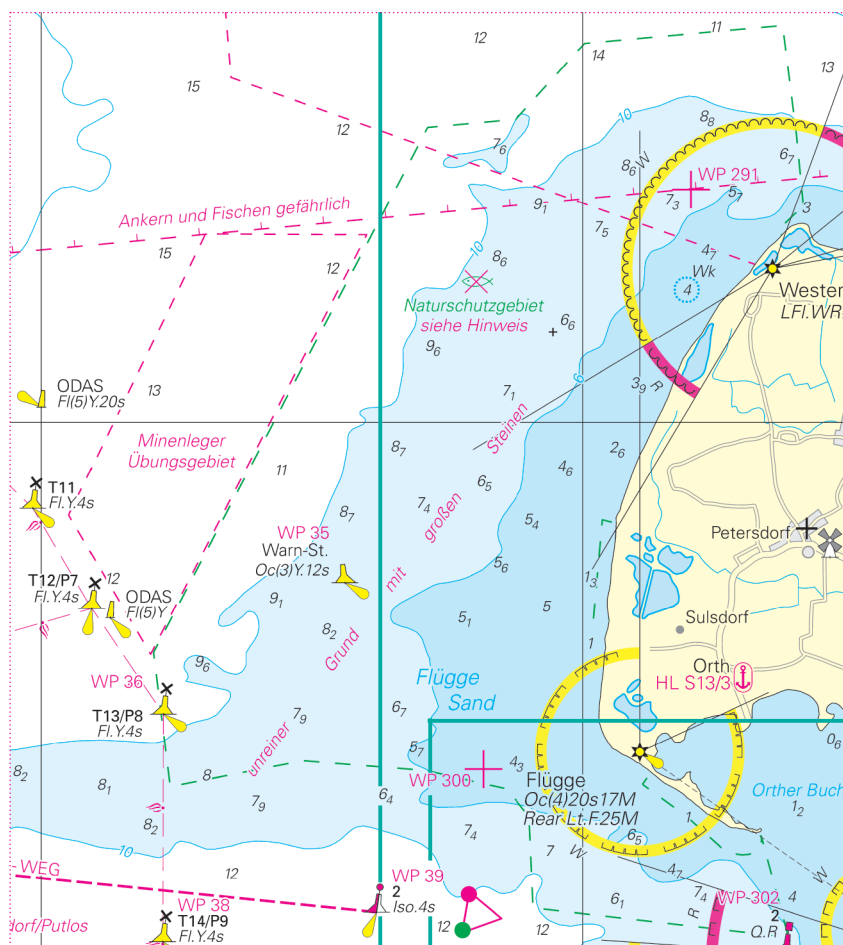 12
11
14
13
15
12
10
8₈
7₆
8₆
W
6₇
WP 291
7₃
5₇
9₁
3
Ankern und Fischen gefährlich
7₅
15
12
10
8₆
4₇
Wk
4
Wester
LFl.WR
Naturschutzgebiet
siehe Hinweis
6₆
9₆
6
ODAS
Fl(5)Y.20s
13
7₁
3₉
R
Minenleger
Übungsgebiet
11
8₇
4₆
2₆
unreiner Grund mit großen Steinen
6₅
T11
Fl.Y.4s
8₇
7₄
5₄
Petersdorf
WP 35
Warn-St.
Oc(3)Y.12s
5₆
1₃
T12/P7
Fl.Y.4s
12
ODAS
Fl(5)Y
9₁
5₁
5
Sulsdorf
8₂
1
9₆
WP 36
Flügge
Sand
Orth
HL S13/3
T13/P8
Fl.Y.4s
7₉
6₇
5₇
4₃
0₆
8₂
8₁
8
WP 300
Flügge
Oc(4)20s17M
Rear Lt.F.25M
Orther Buch
1₂
7₉
6₄
8₂
7₄
6₅
1
10
7
W
12
WP 39
4₇
W
WEG
2
Iso.4s
WP 38
6₁
7₄
R
WP 302
4
dorf/Putlos
T14/P9
Fl.Y.4s
12
12
2
Q.R